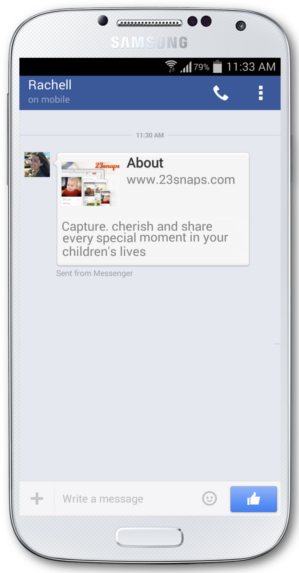 SAMSUNG
79% 11:33 AM
Rachell
on mobile
11:30 AM
23snaps
About
www.23snaps.com
Capture. cherish and share
every special moment in your
children's lives
Sent from Messenger
Write a message